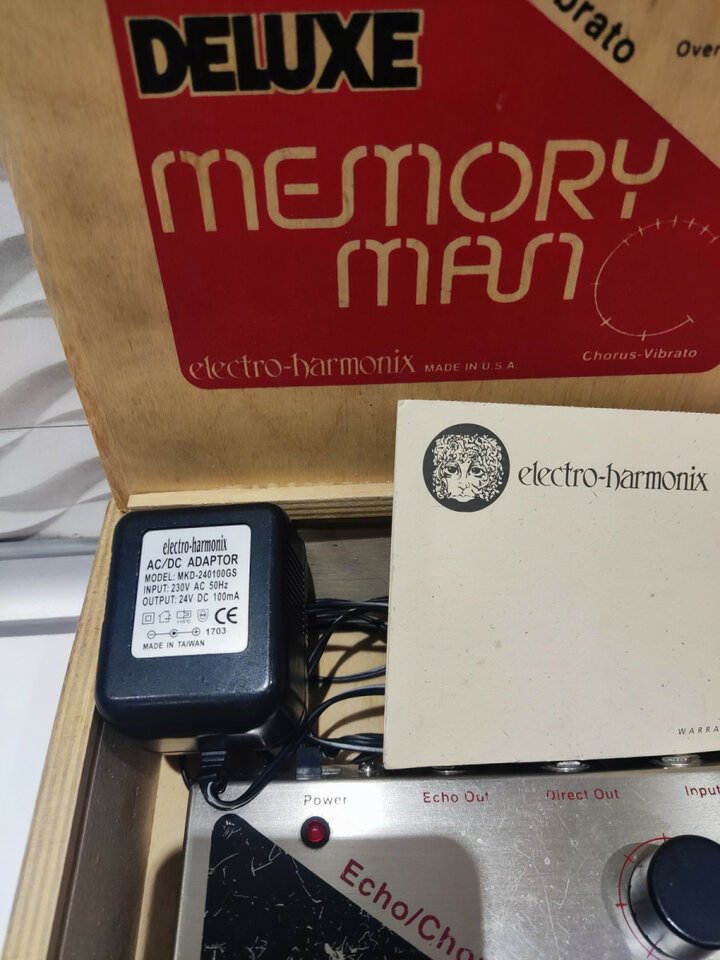 DELUXE
brato
Over
MEMORY
MAN
Chorus-Vibrato
electro-harmonix MADE IN U.S.A.
electro-harmonix
electro-harmonix
AC/DC ADAPTOR
MODEL: MKD-240100GS
INPUT: 230V AC 50Hz
OUTPUT: 24V DC 100mA
CE
1703
MADE IN TAIWAN
WARRA
Power
Echo Out
Direct Out
Input
Echo/Cho